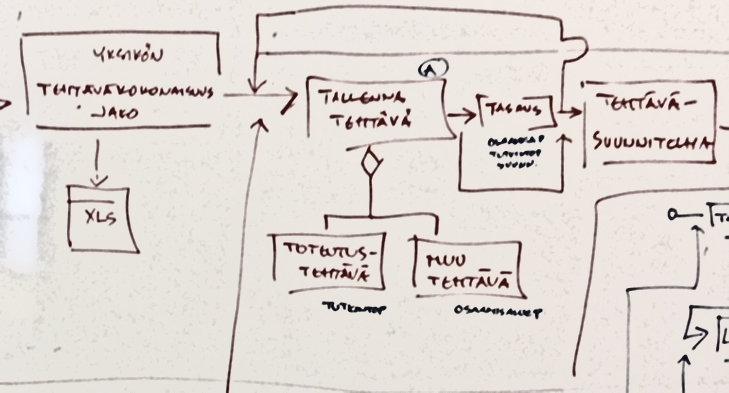 YKSIKÖN
TEHTÄVÄKOKONAISUUS
JAKO
XLS
A
TALLENNA
TEHTÄVÄ
TASAUS
TEHTÄVÄ-
SUUNNITELMA
TOTEUTUS-
TEHTÄVÄ
MUU
TEHTÄVÄ